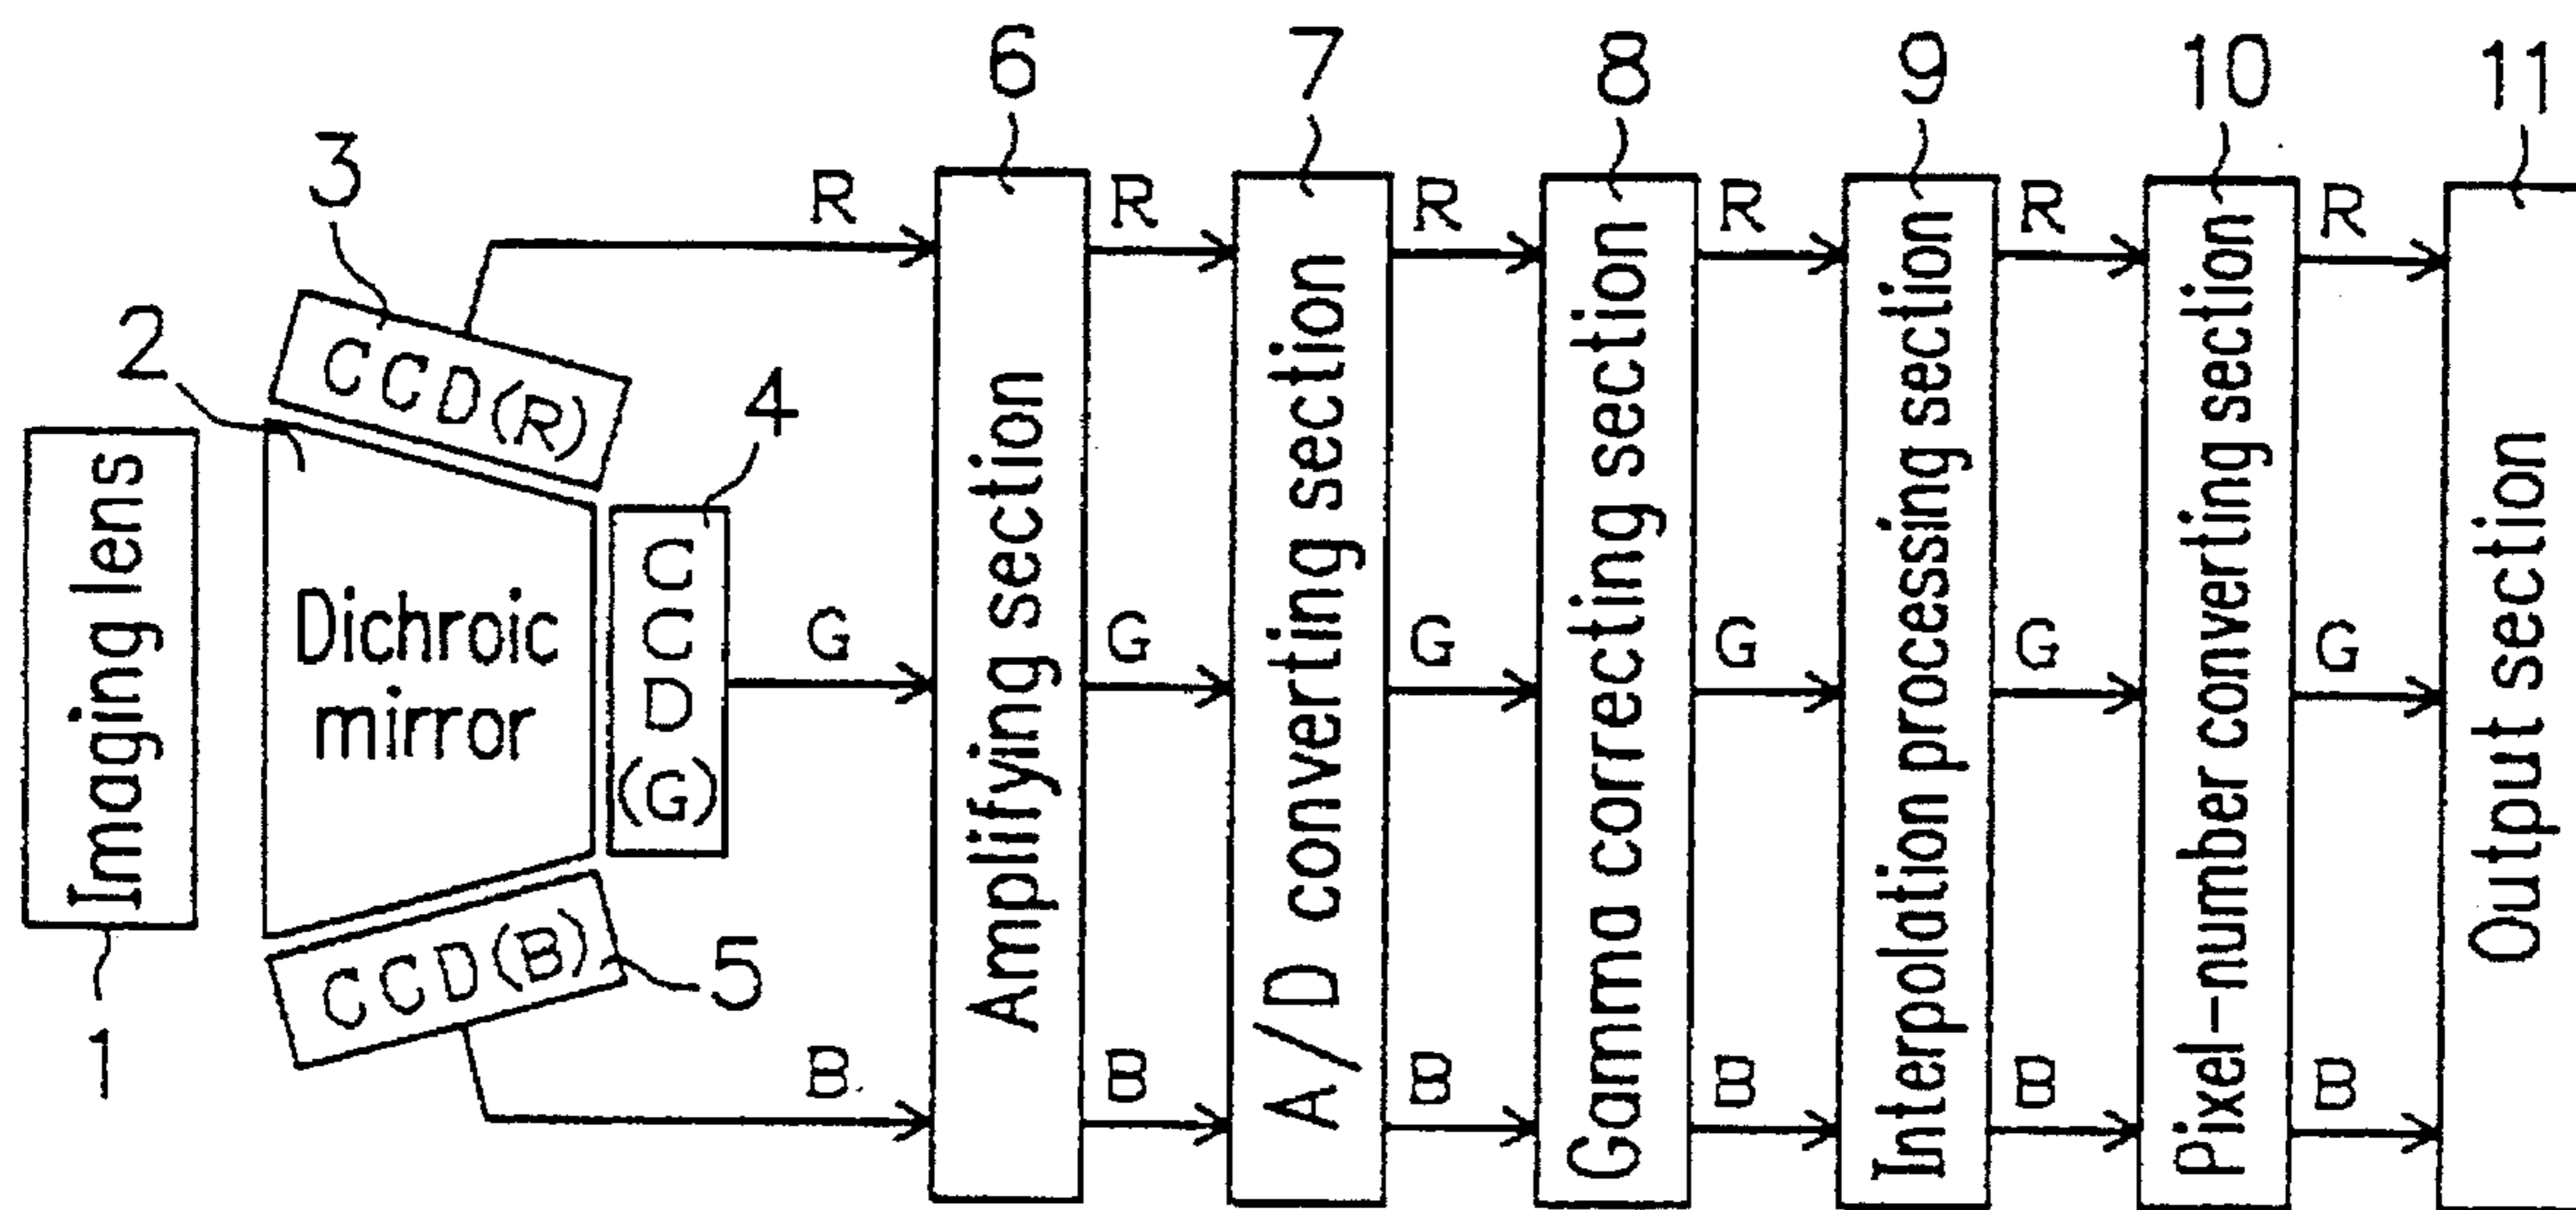 1
Imaging lens
2
Dichroic
mirror
3
CCD(R)
4
CCD
(G)
5
CCD(B)
R
G
B
6
Amplifying section
R
G
B
7
A/D converting section
R
G
B
8
Gamma correcting section
R
G
B
9
Interpolation processing section
R
G
B
10
Pixel-number converting section
R
G
B
11
Output section